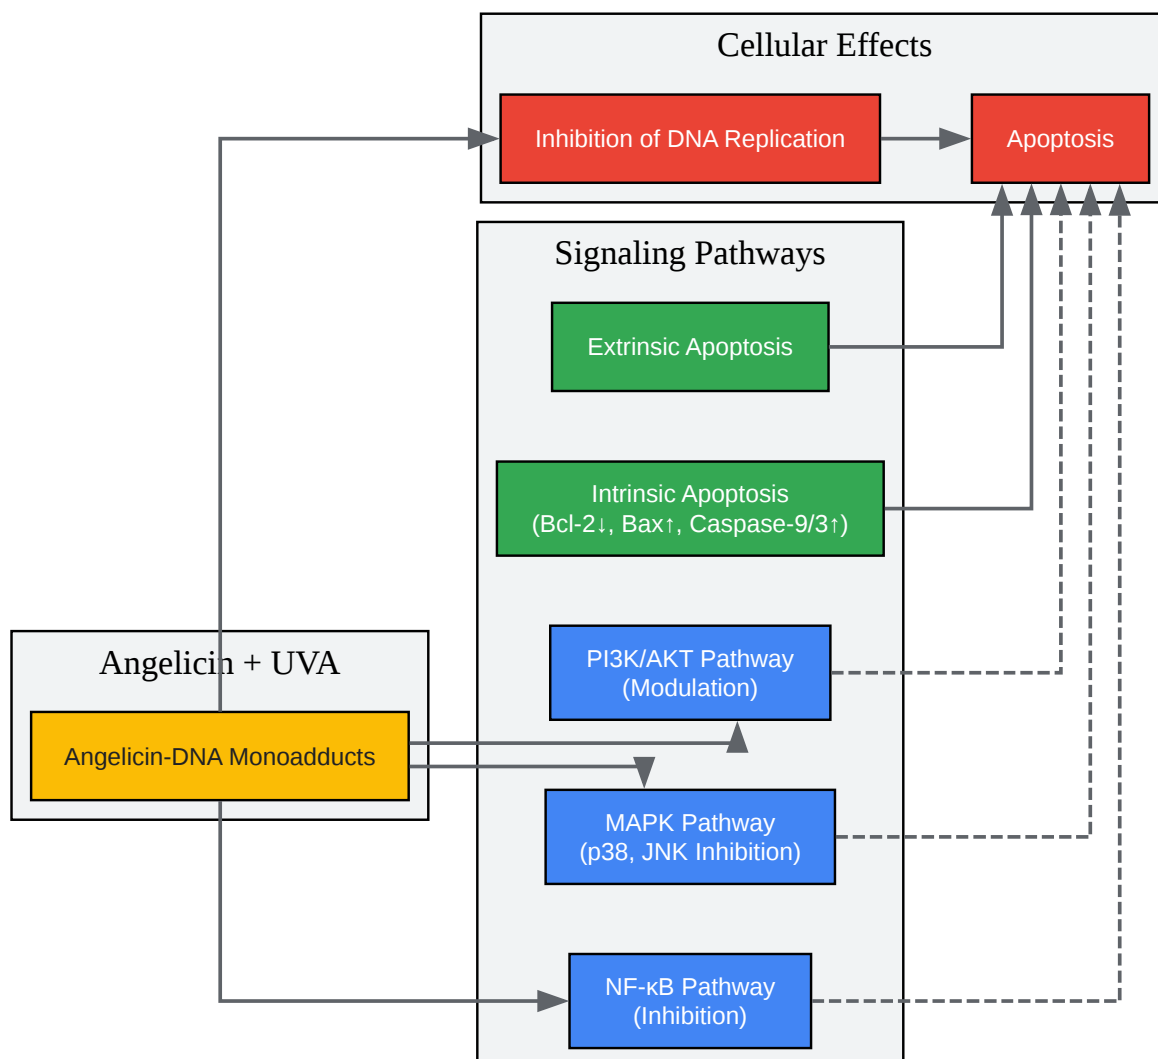 Cellular Effects
Inhibition of DNA Replication
Apoptosis
Signaling Pathways
Extrinsic Apoptosis
Intrinsic Apoptosis
(Bcl-2↓, Bax↑, Caspase-9/3↑)
Angelicin + UVA
Angelicin-DNA Monoadducts
PI3K/AKT Pathway
(Modulation)
MAPK Pathway
(p38, JNK Inhibition)
NF-κB Pathway
(Inhibition)